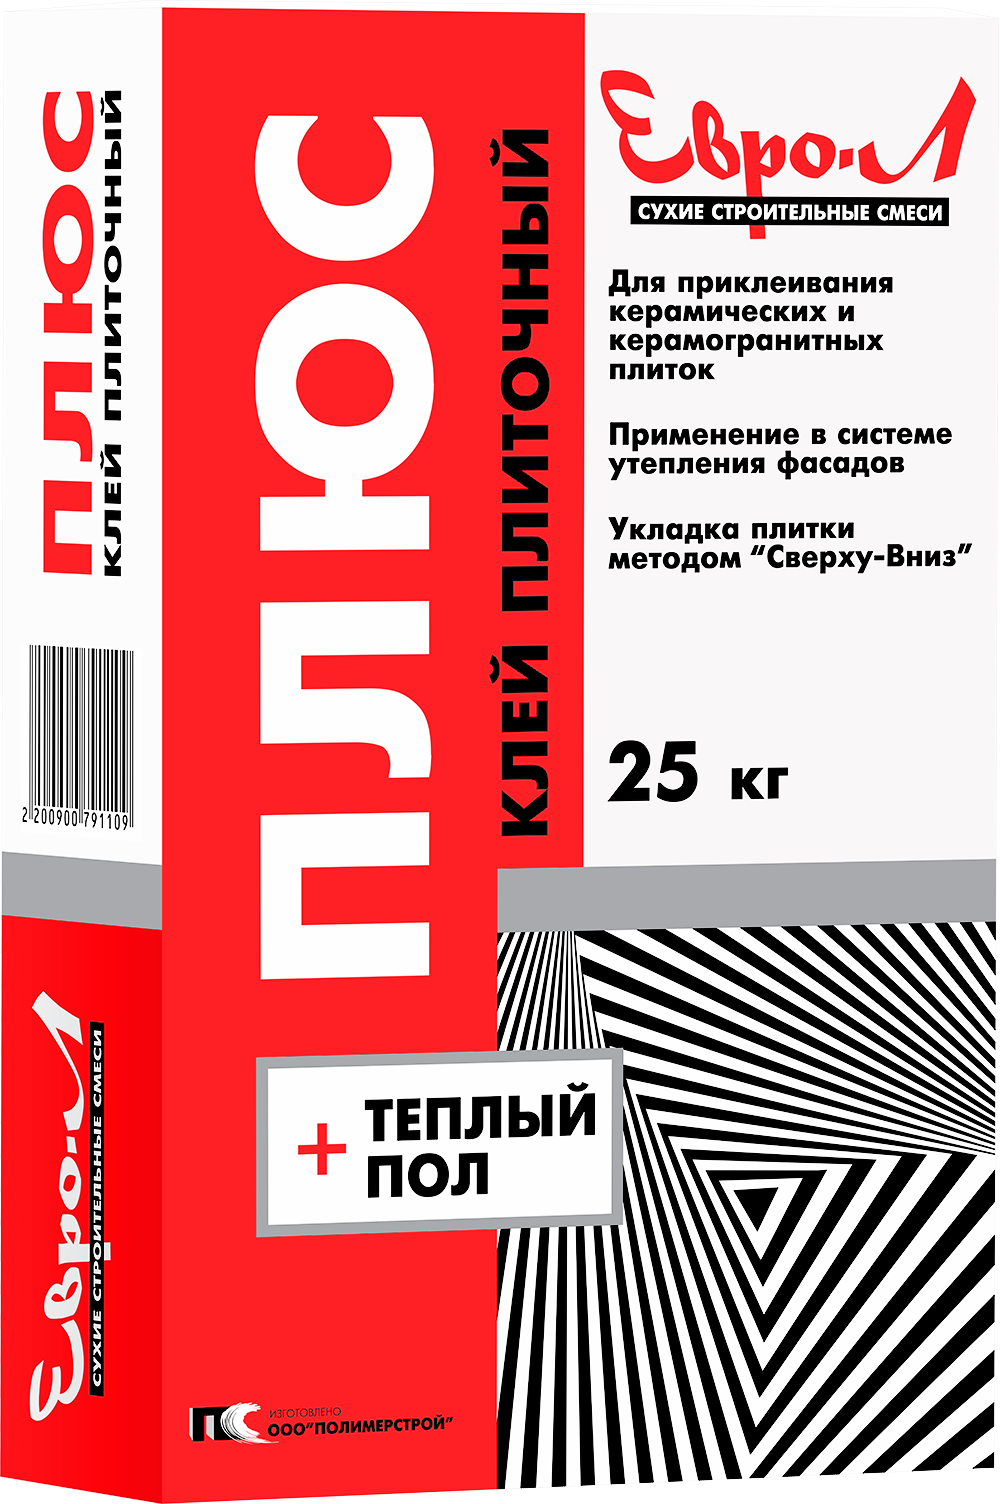 ПЛЮС
КЛЕЙ ПЛИТОЧНЫЙ
2 200900 791109
Евро-Л
СУХИЕ СТРОИТЕЛЬНЫЕ СМЕСИ
ПЛЮС
КЛЕЙ ПЛИТОЧНЫЙ
+ ТЕПЛЫЙ
ПОЛ
ПС
ИЗГОТОВЛЕНО
ООО"ПОЛИМЕРСТРОЙ"
Евро-Л
СУХИЕ СТРОИТЕЛЬНЫЕ СМЕСИ
Для приклеивания
керамических и
керамогранитных
плиток
Применение в системе
утепления фасадов
Укладка плитки
методом "Сверху-Вниз"
25 кг